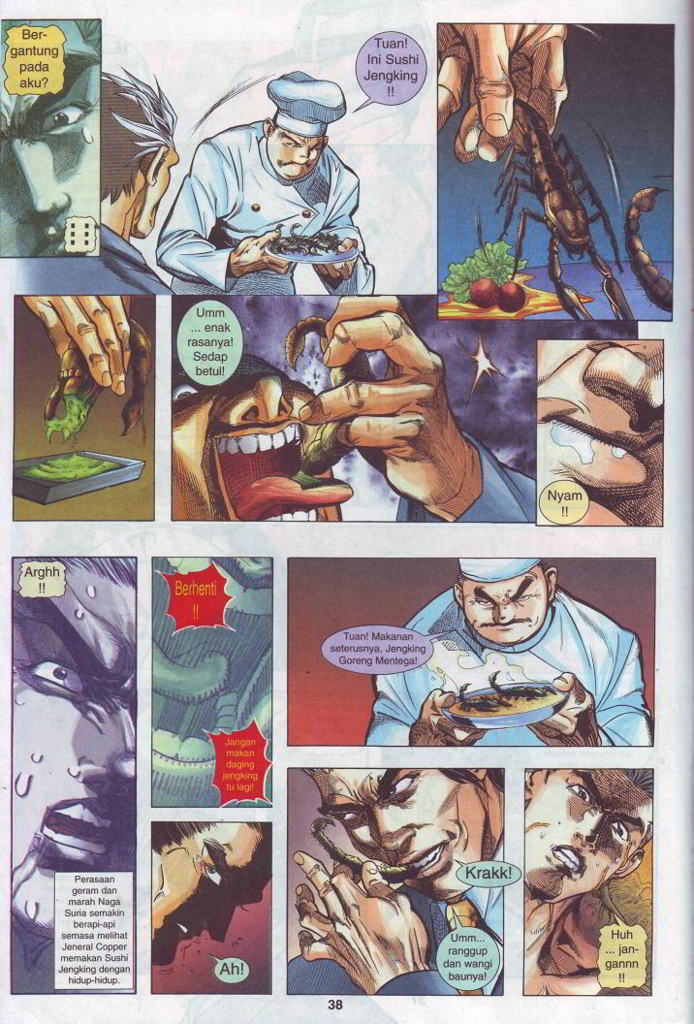 Ber-
gantung
pada
aku?
Tuan!
Ini Sushi
Jengking
!!
!!!
!!!
Umm
... enak
rasanya!
Sedap
betul!
Nyam
!!
Arghh
!!
Perasaan
geram dan
marah Naga
Suria semakin
berapi-api
semasa melihat
Jeneral Copper
memakan Sushi
Jengking dengan
hidup-hidup.
Berhenti
!!
Jangan
makan
daging
jengking
tu lagi!
Tuan! Makanan
seterusnya, Jengking
Goreng Mentega!
Ah!
Krakk!
Umm...
ranggup
dan wangi
baunya!
Huh
... jan-
gannn
!!
38